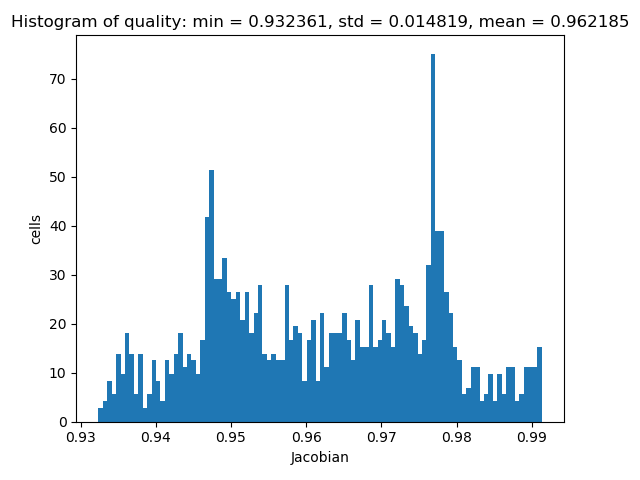 Histogram of quality: min = 0.932361, std = 0.014819, mean = 0.962185
70
60
50
40
30
20
10
0
cells
0.93 0.94 0.95 0.96 0.97 0.98 0.99
Jacobian